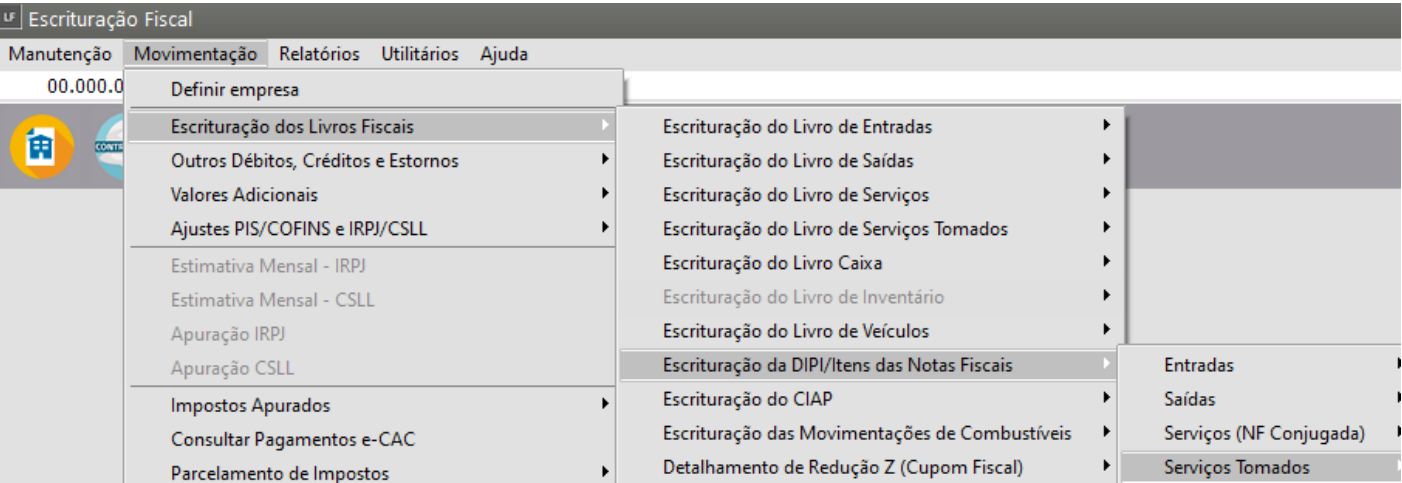 LF Escrituração Fiscal
Manutenção Movimentação Relatórios Utilitários Ajuda
00.000.0
Definir empresa
Escrituração dos Livros Fiscais
Outros Débitos, Créditos e Estornos
Valores Adicionais
Ajustes PIS/COFINS e IRPJ/CSLL
Estimativa Mensal - IRPJ
Estimativa Mensal - CSLL
Apuração IRPJ
Apuração CSLL
Impostos Apurados
Consultar Pagamentos e-CAC
Parcelamento de Impostos
Escrituração do Livro de Entradas
Escrituração do Livro de Saídas
Escrituração do Livro de Serviços
Escrituração do Livro de Serviços Tomados
Escrituração do Livro Caixa
Escrituração do Livro de Inventário
Escrituração do Livro de Veículos
Escrituração da DIPI/Itens das Notas Fiscais
Escrituração do CIAP
Escrituração das Movimentações de Combustíveis
Detalhamento de Redução Z (Cupom Fiscal)
Entradas
Saídas
Serviços (NF Conjugada)
Serviços Tomados